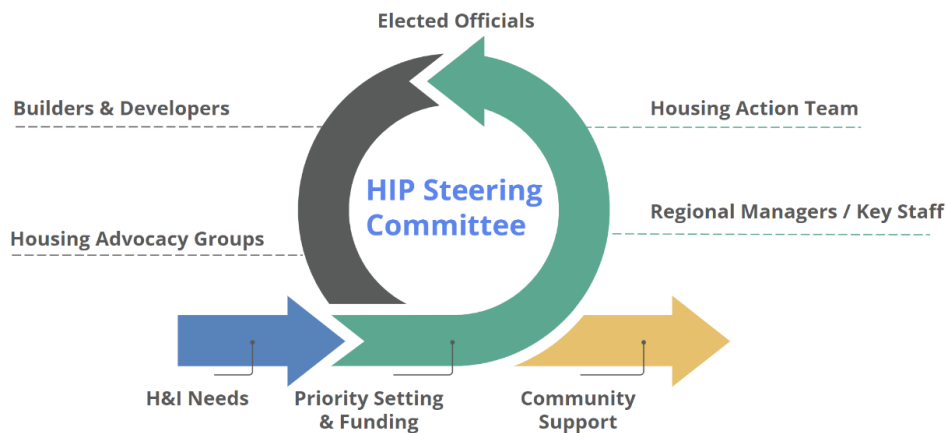 Elected Officials
Builders & Developers
Housing Action Team
HIP Steering
Committee
Regional Managers / Key Staff
Housing Advocacy Groups
H&I Needs
Priority Setting
& Funding
Community
Support